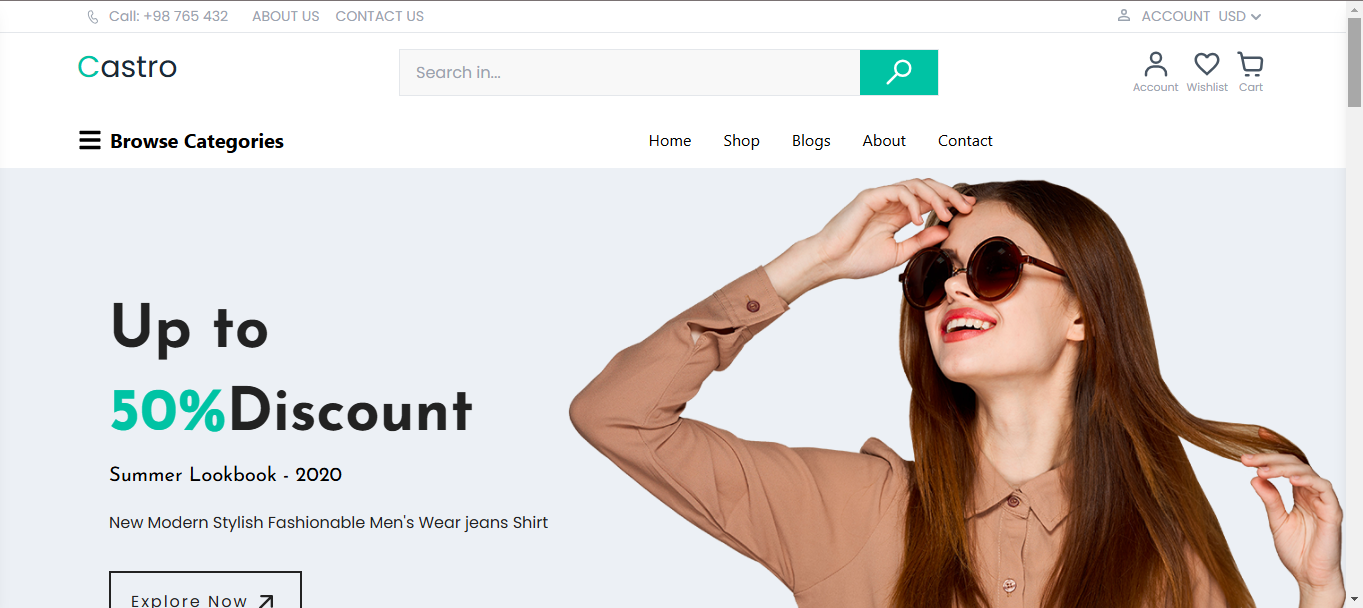 Call: +98 765 432 ABOUT US CONTACT US ACCOUNT USD
Castro
Search in...
Account Wishlist Cart
Browse Categories Home Shop Blogs About Contact
Up to
50%Discount
Summer Lookbook - 2020
New Modern Stylish Fashionable Men's Wear jeans Shirt
Explore Now